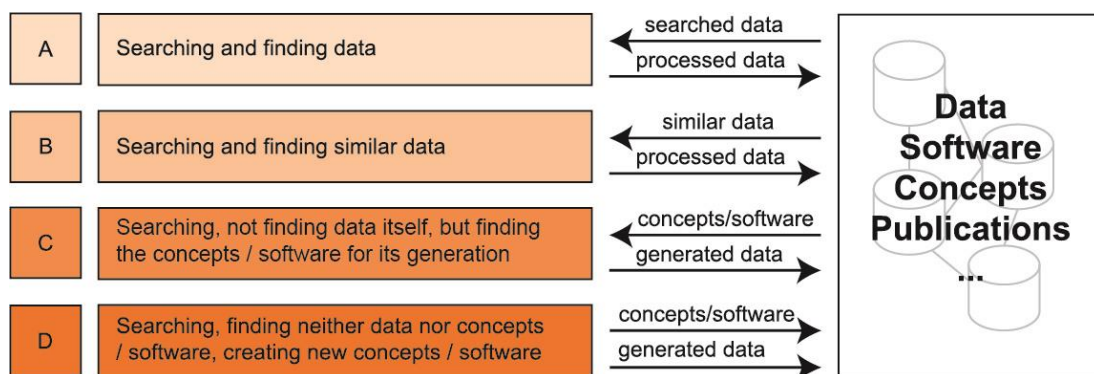 A
Searching and finding data
searched data
processed data
B
Searching and finding similar data
similar data
processed data
C
Searching, not finding data itself, but finding
the concepts / software for its generation
concepts/software
generated data
D
Searching, finding neither data nor concepts
/ software, creating new concepts / software
concepts/software
generated data
Data
Software
Concepts
Publications
...